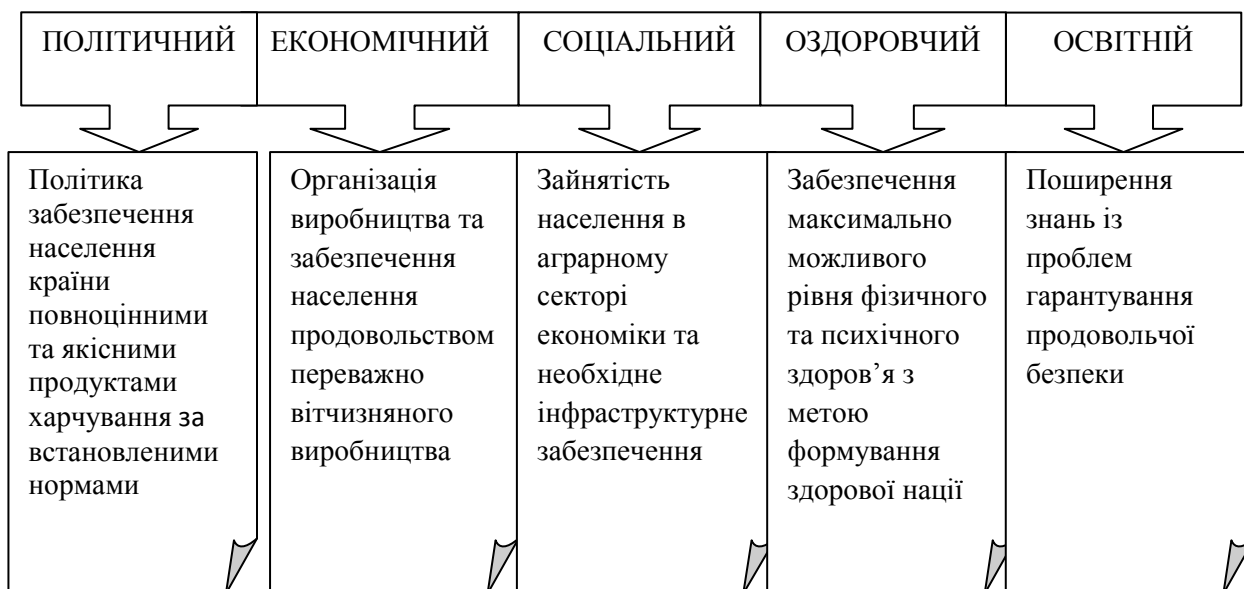 ПОЛІТИЧНИЙ
ЕКОНОМІЧНИЙ
СОЦІАЛЬНИЙ
ОЗДОРОВЧИЙ
ОСВІТНІЙ
Політика
забезпечення
населення
країни
повноцінними
та якісними
продуктами
харчування за
встановленими
нормами
Організація
виробництва та
забезпечення
населення
продовольством
переважно
вітчизняного
виробництва
Зайнятість
населення в
аграрному
секторі
економіки та
необхідне
інфраструктурне
забезпечення
Забезпечення
максимально
можливого
рівня фізичного
та психічного
здоров’я з
метою
формування
здорової нації
Поширення
знань із
проблем
гарантування
продовольчої
безпеки